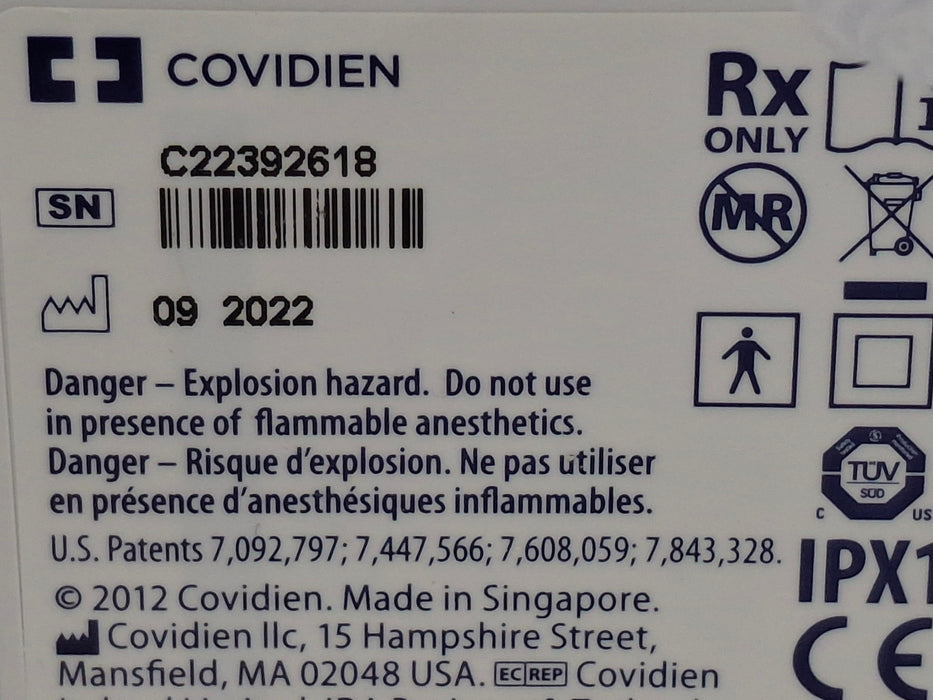 COVIDIEN
C22392618
SN
09 2022
Danger – Explosion hazard. Do not use
in presence of flammable anesthetics.
Danger – Risque d'explosion. Ne pas utiliser
en présence d'anesthésiques inflammables.
U.S. Patents 7,092,797; 7,447,566; 7,608,059; 7,843,328.
© 2012 Covidien. Made in Singapore.
Covidien llc, 15 Hampshire Street,
Mansfield, MA 02048 USA. EC REP Covidien
Rx
ONLY
MR
TÜV
SÜD
C US
IPX1
CE